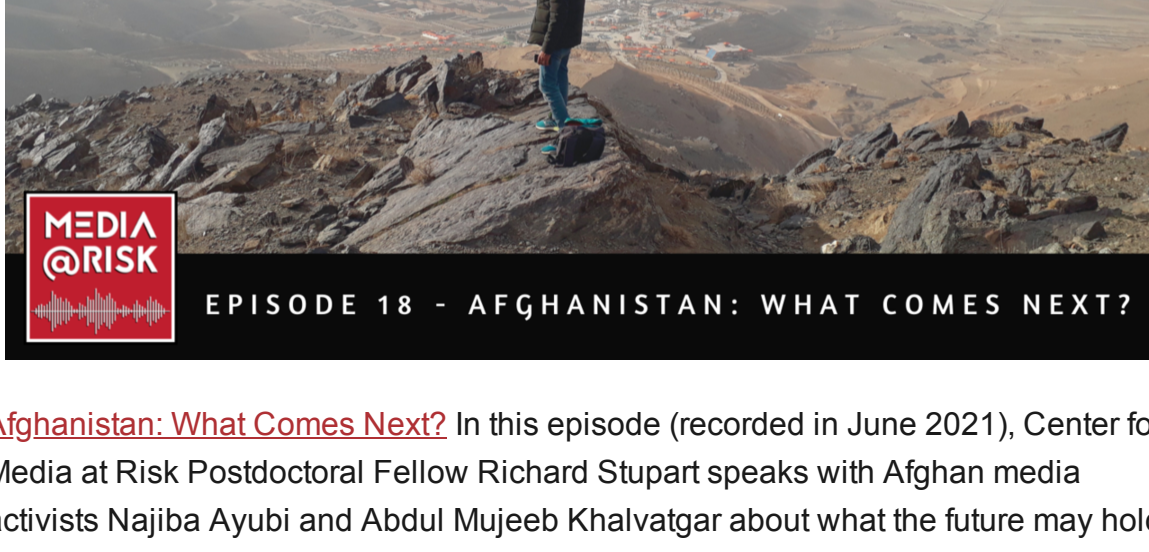 MEDIA
@RISK
EPISODE 18 - AFGHANISTAN: WHAT COMES NEXT?
Afghanistan: What Comes Next? In this episode (recorded in June 2021), Center fo
Media at Risk Postdoctoral Fellow Richard Stupart speaks with Afghan media
activists Najiba Ayubi and Abdul Mujeeb Khalvatgar about what the future may hold